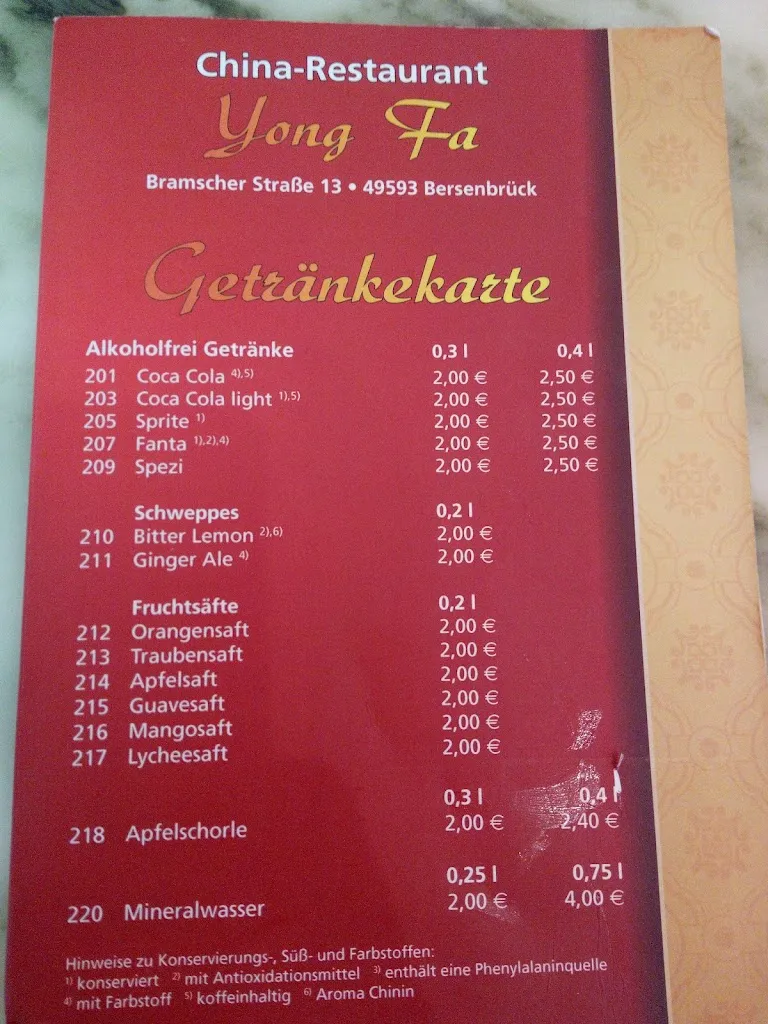 China-Restaurant
Yong Fa
Bramscher Straße 13 • 49593 Bersenbrück
Getränkekarte
Alkoholfrei Getränke 0,3 l 0,4 l
201 Coca Cola 4),5) 2,00 € 2,50 €
203 Coca Cola light 1),5) 2,00 € 2,50 €
205 Sprite 1) 2,00 € 2,50 €
207 Fanta 1),2),4) 2,00 € 2,50 €
209 Spezi 2,00 € 2,50 €
Schweppes 0,2 l
210 Bitter Lemon 2),6) 2,00 €
211 Ginger Ale 4) 2,00 €
Fruchtsäfte 0,2 l
212 Orangensaft 2,00 €
213 Traubensaft 2,00 €
214 Apfelsaft 2,00 €
215 Guavesaft 2,00 €
216 Mangosaft 2,00 €
217 Lycheesaft 2,00 €
0,3 l 0,4 l
218 Apfelschorle 2,00 € 2,40 €
0,25 l 0,75 l
220 Mineralwasser 2,00 € 4,00 €
Hinweise zu Konservierungs-, Süß- und Farbstoffen:
1) konserviert 2) mit Antioxidationsmittel 3) enthält eine Phenylalaninquelle
4) mit Farbstoff 5) koffeinhaltig 6) Aroma Chinin